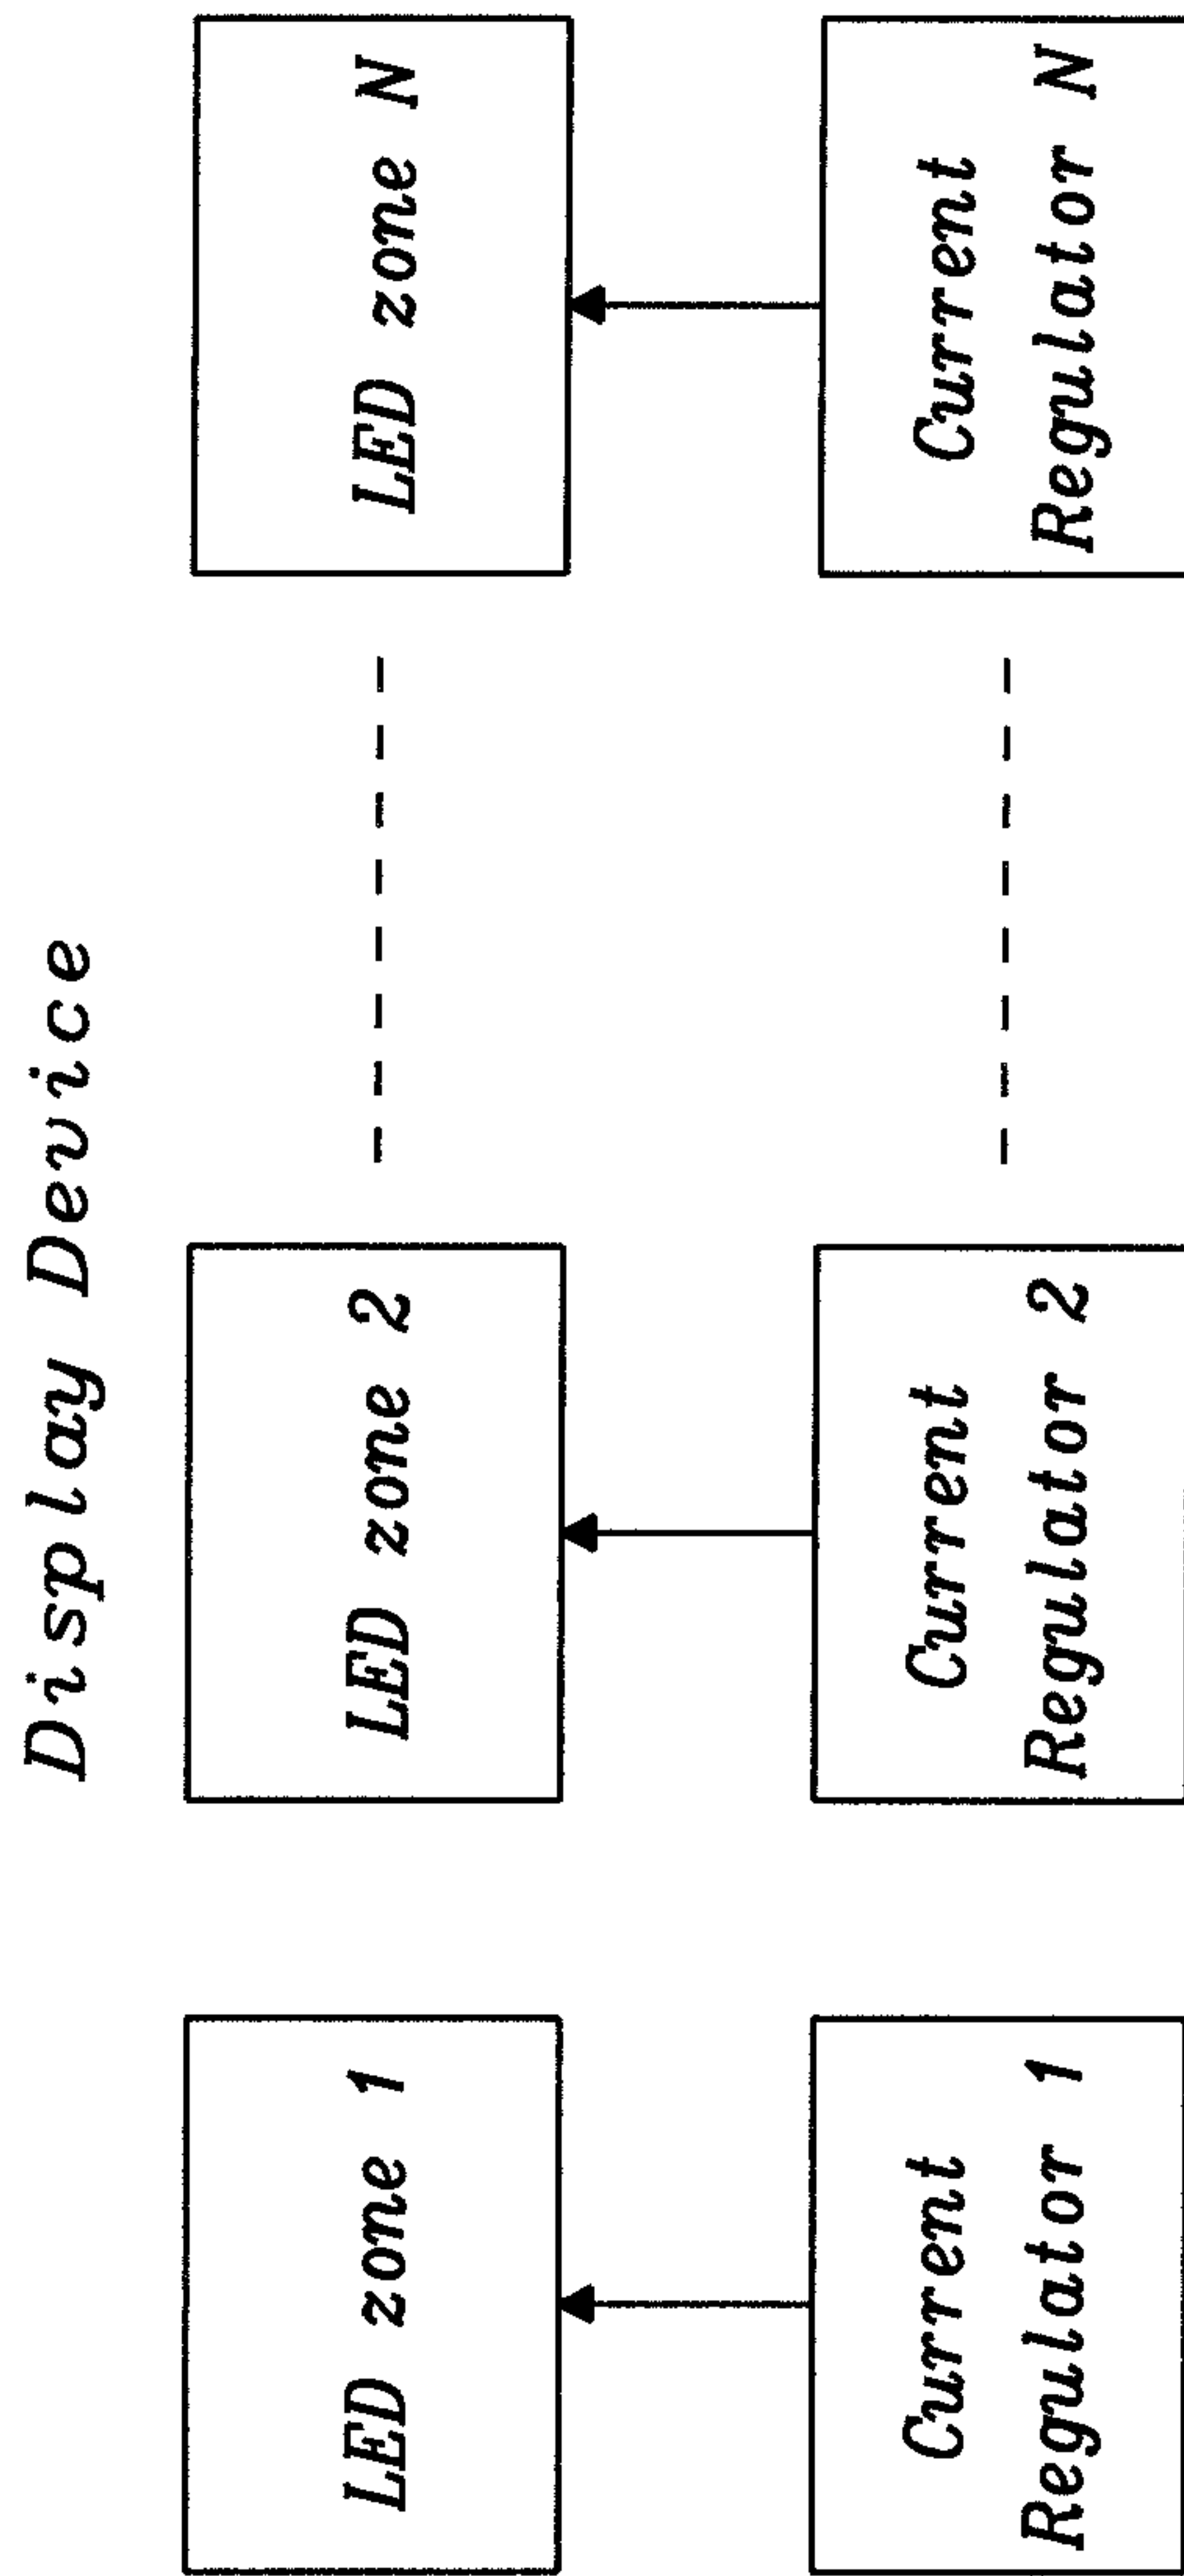 Display Device
LED zone 1
LED zone 2
LED zone N
Current
Regulator 1
Current
Regulator 2
Current
Regulator N